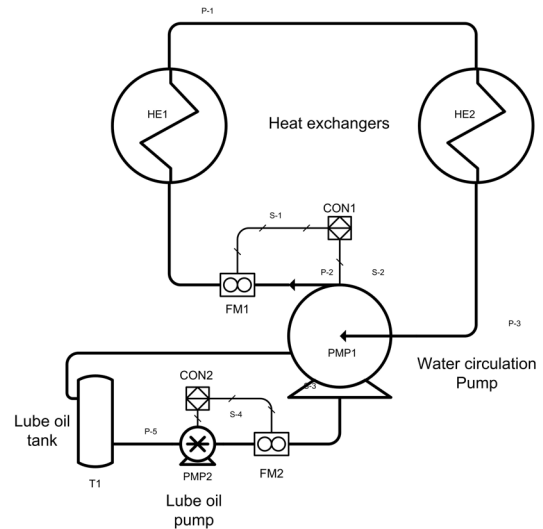 P-1
HE1
HE2
Heat exchangers
CON1
S-1
P-2
S-2
FM1
P-3
PMP1
Water circulation
Pump
CON2
S-3
S-4
Lube oil
tank
P-5
FM2
PMP2
T1
Lube oil
pump